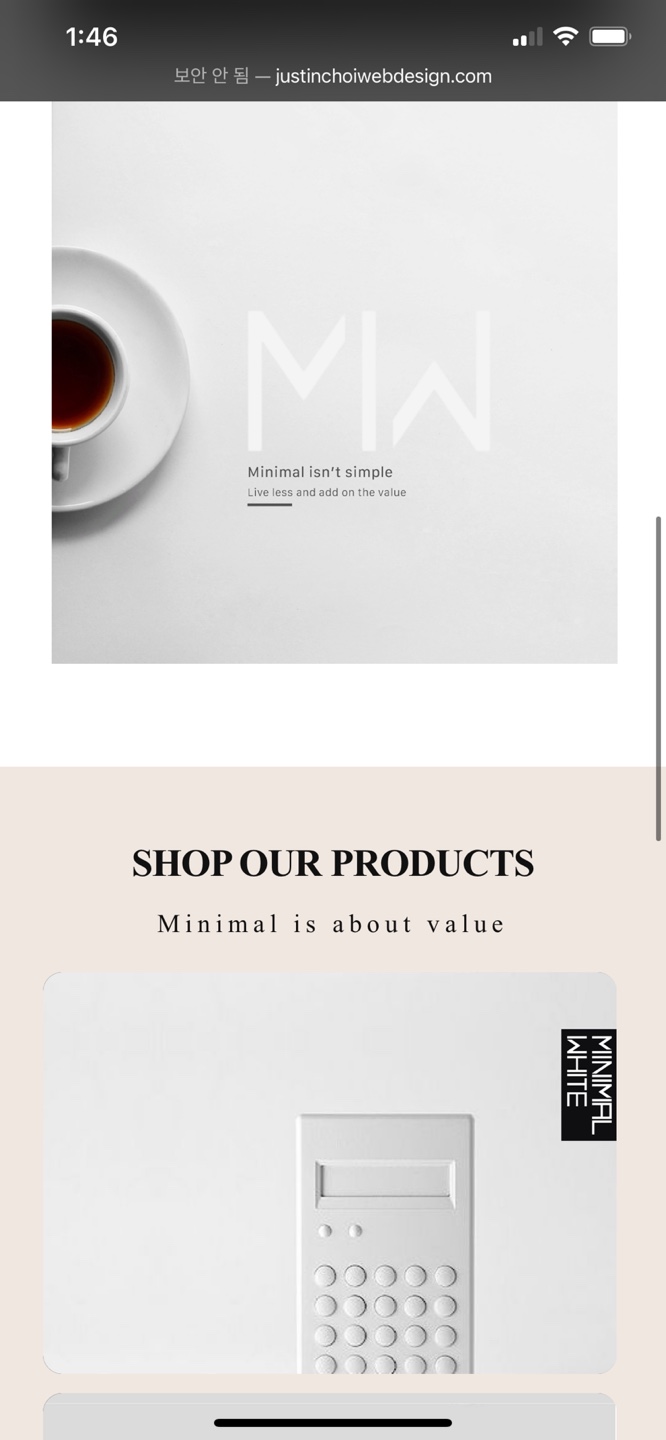 1:46
보안 안 됨 — justinchoiwebdesign.com
MW
Minimal isn't simple
Live less and add on the value
SHOP OUR PRODUCTS
Minimal is about value
MINIMAL
WHITE